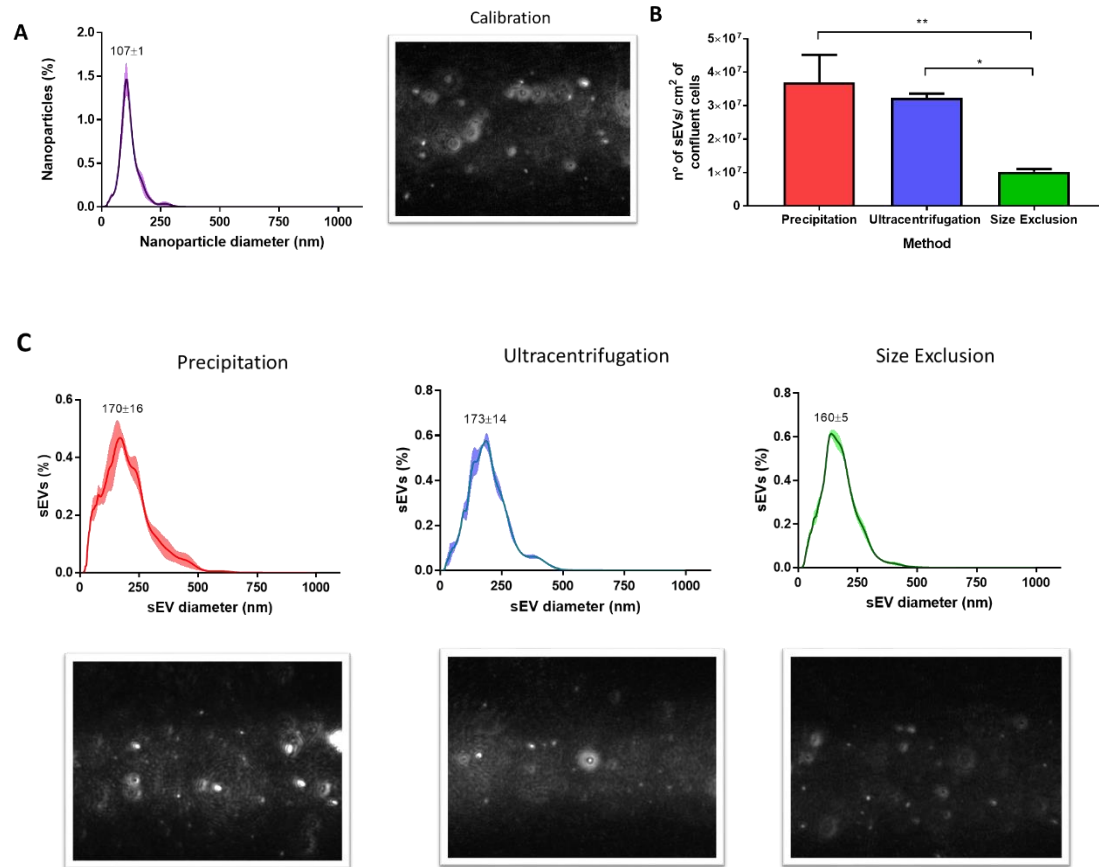 A
Calibration
B
107±1
Nanoparticles (%)
2.0
1.5
1.0
0.5
0.0
0
250
500
750
1000
Nanoparticle diameter (nm)
**
*
nº of sEVs/ cm² of
confluent cells
5×10⁷
4×10⁷
3×10⁷
2×10⁷
1×10⁷
0
Precipitation
Ultracentrifugation
Size Exclusion
Method
C
Precipitation
170±16
sEVs (%)
0.6
0.4
0.2
0.0
0
250
500
750
1000
sEV diameter (nm)
Ultracentrifugation
173±14
sEVs (%)
0.8
0.6
0.4
0.2
0.0
0
250
500
750
1000
sEV diameter (nm)
Size Exclusion
160±5
sEVs (%)
0.8
0.6
0.4
0.2
0.0
0
250
500
750
1000
sEV diameter (nm)